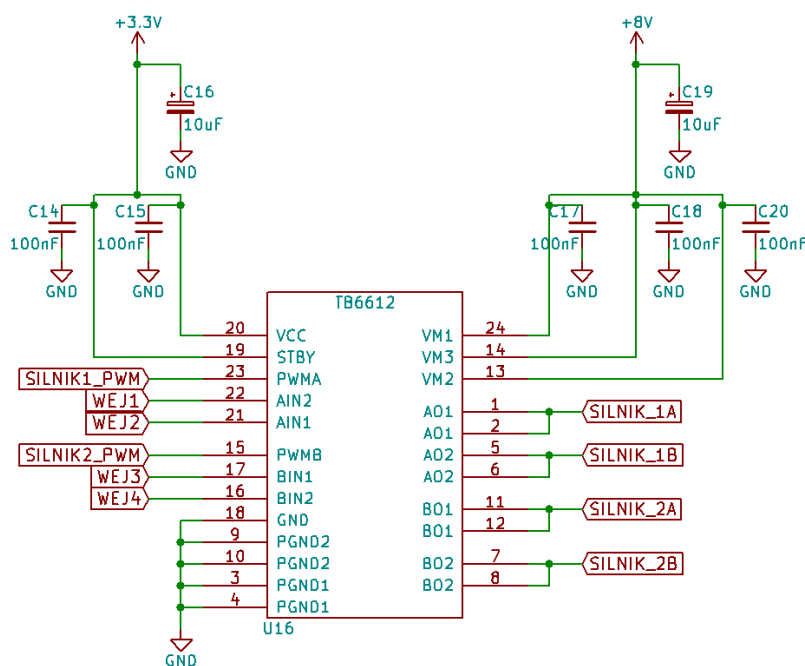 +3.3V
+8V
C16
10uF
GND
C19
10uF
GND
C14
100nF
GND
C15
100nF
GND
C17
100nF
GND
C18
100nF
GND
C20
100nF
GND
TB6612
20 VCC
19 STBY
SILNIK1_PWM 23 PWMA
WEJ1 22 AIN2
WEJ2 21 AIN1
SILNIK2_PWM 15 PWMB
WEJ3 17 BIN1
WEJ4 16 BIN2
18 GND
9 PGND2
10 PGND2
3 PGND1
4 PGND1
VM1 24
VM3 14
VM2 13
AO1 1 SILNIK_1A
AO1 2
AO2 5 SILNIK_1B
AO2 6
BO1 11 SILNIK_2A
BO1 12
BO2 7 SILNIK_2B
BO2 8
U16
GND